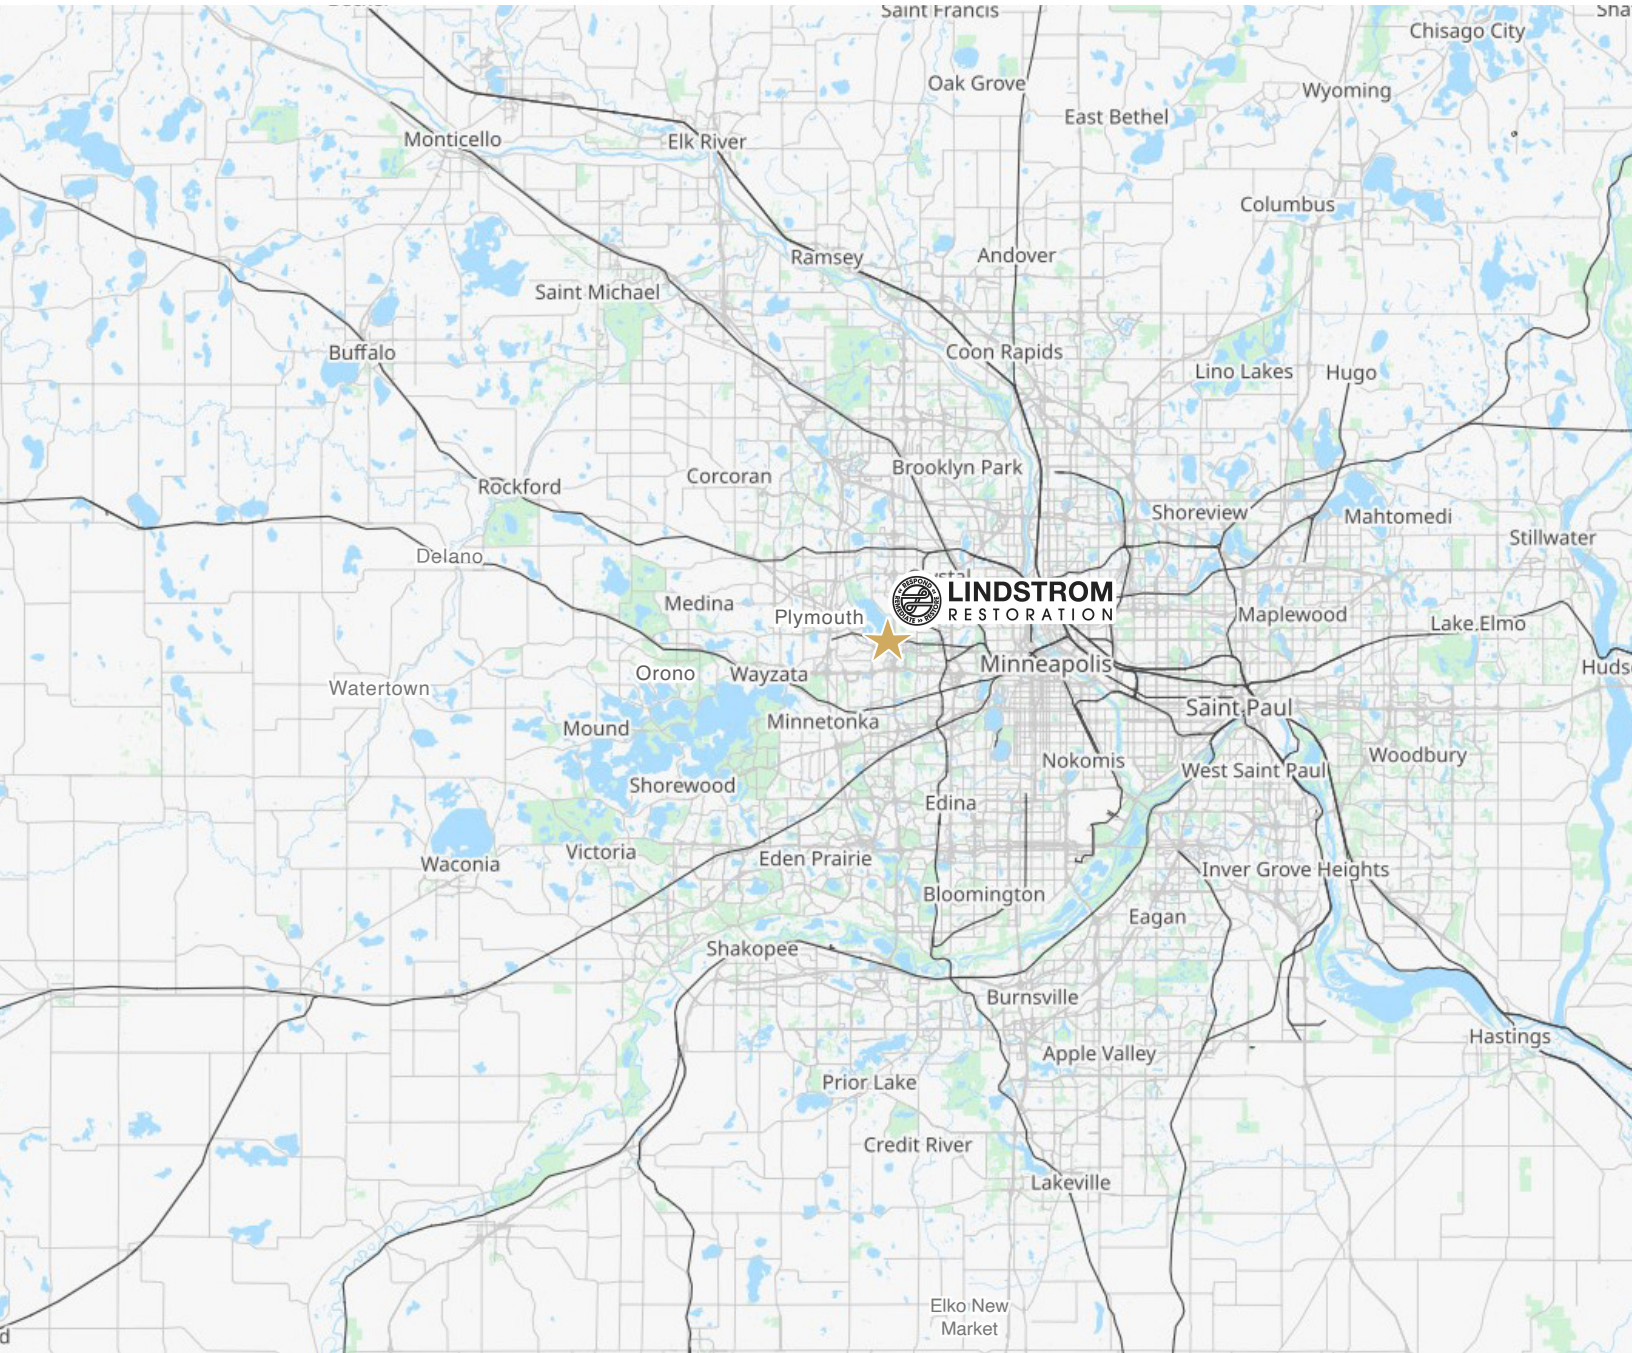 Saint Francis
Chisago City
Oak Grove
Wyoming
East Bethel
Monticello
Elk River
Columbus
Ramsey
Andover
Saint Michael
Buffalo
Coon Rapids
Lino Lakes
Hugo
Brooklyn Park
Corcoran
Rockford
Shoreview
Mahtomedi
Stillwater
Delano
RESPOND
REMEDIATE
RESTORE
LINDSTROM
RESTORATION
Medina
Plymouth
Maplewood
Lake Elmo
Minneapolis
Orono
Wayzata
Watertown
Saint Paul
Minnetonka
Mound
Nokomis
Woodbury
West Saint Paul
Shorewood
Edina
Victoria
Eden Prairie
Waconia
Inver Grove Heights
Bloomington
Eagan
Shakopee
Burnsville
Hastings
Apple Valley
Prior Lake
Credit River
Lakeville
Elko New
Market